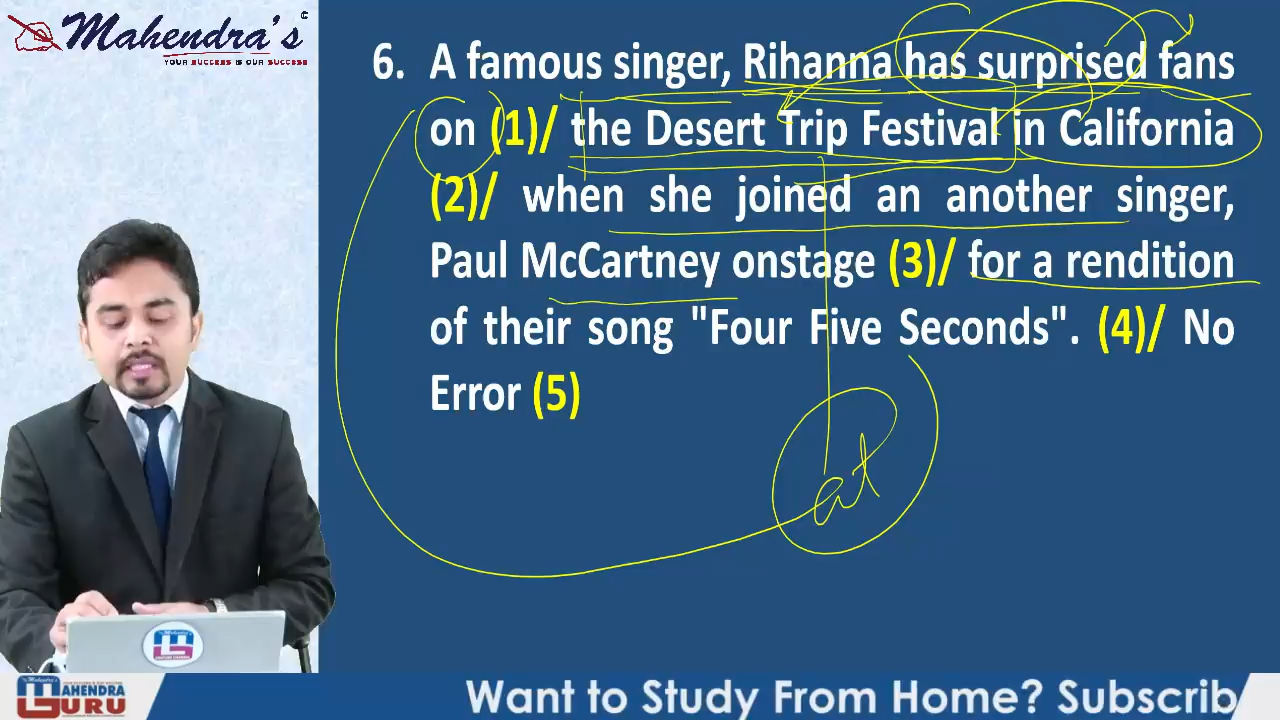 Mahendra's
YOUR SUCCESS IS OUR SUCCESS
6. A famous singer, Rihanna has surprised fans
on (1)/ the Desert Trip Festival in California
(2)/ when she joined an another singer,
Paul McCartney onstage (3)/ for a rendition
of their song "Four Five Seconds". (4)/ No
Error (5)
at
Mahendra's
MAHENDRA
GURU
Want to Study From Home? Subscrib